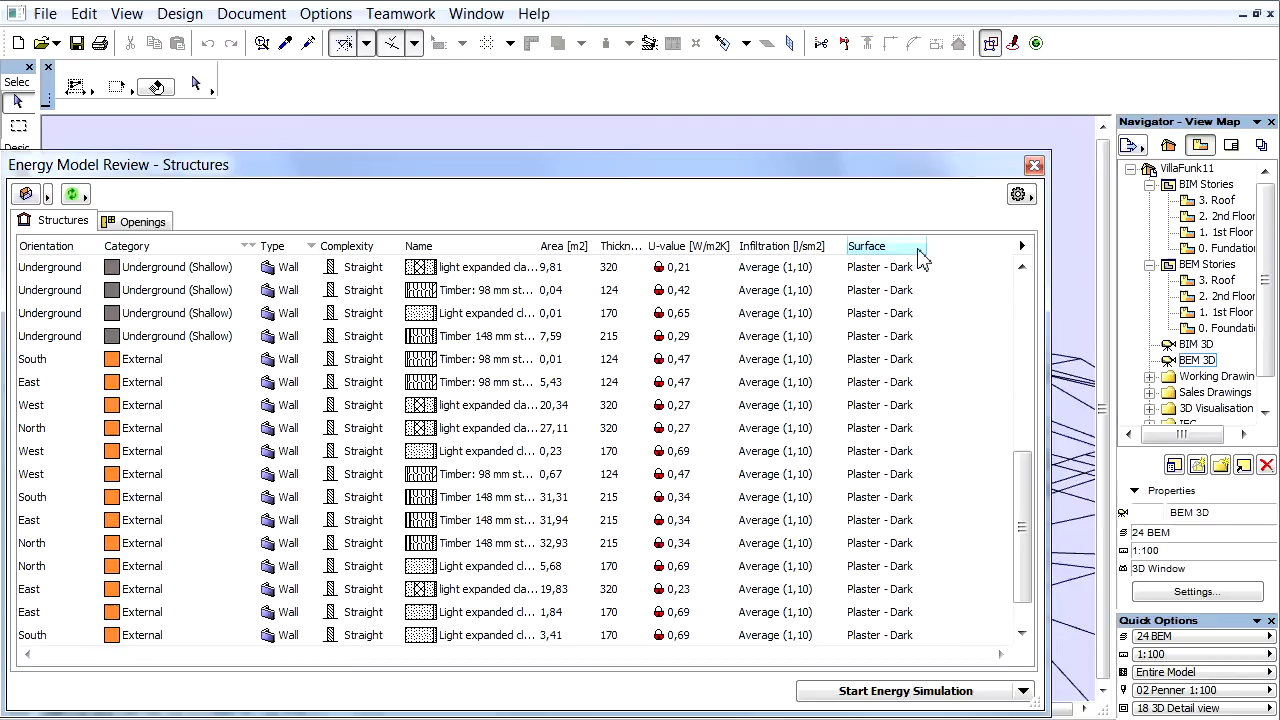 File Edit View Design Document Options Teamwork Window Help
Selec
Navigator - View Map
Energy Model Review - Structures
Structures Openings
Orientation Category Type Complexity Name Area [m2] Thickn... U-value [W/m2K] Infiltration [l/sm2] Surface
Underground Underground (Shallow) Wall Straight light expanded cla... 9,81 320 0,21 Average (1,10) Plaster - Dark
Underground Underground (Shallow) Wall Straight Timber: 98 mm st... 0,04 124 0,42 Average (1,10) Plaster - Dark
Underground Underground (Shallow) Wall Straight Light expanded cl... 0,01 170 0,65 Average (1,10) Plaster - Dark
Underground Underground (Shallow) Wall Straight Timber 148 mm st... 7,59 215 0,29 Average (1,10) Plaster - Dark
South External Wall Straight Timber: 98 mm st... 0,01 124 0,47 Average (1,10) Plaster - Dark
East External Wall Straight Timber: 98 mm st... 5,43 124 0,47 Average (1,10) Plaster - Dark
West External Wall Straight light expanded cla... 20,34 320 0,27 Average (1,10) Plaster - Dark
North External Wall Straight light expanded cla... 27,11 320 0,27 Average (1,10) Plaster - Dark
West External Wall Straight Light expanded cl... 0,23 170 0,69 Average (1,10) Plaster - Dark
West External Wall Straight Timber: 98 mm st... 0,67 124 0,47 Average (1,10) Plaster - Dark
South External Wall Straight Timber 148 mm st... 31,31 215 0,34 Average (1,10) Plaster - Dark
East External Wall Straight Timber 148 mm st... 31,94 215 0,34 Average (1,10) Plaster - Dark
North External Wall Straight Timber 148 mm st... 32,93 215 0,34 Average (1,10) Plaster - Dark
North External Wall Straight Light expanded cl... 5,68 170 0,69 Average (1,10) Plaster - Dark
East External Wall Straight light expanded cla... 19,83 320 0,23 Average (1,10) Plaster - Dark
East External Wall Straight Light expanded cl... 1,84 170 0,69 Average (1,10) Plaster - Dark
South External Wall Straight Light expanded cl... 3,41 170 0,69 Average (1,10) Plaster - Dark
Start Energy Simulation
VillaFunk11
BIM Stories
3. Roof
2. 2nd Floor
1. 1st Floor
0. Fundation
BEM Stories
3. Roof
2. 2nd Floor
1. 1st Floor
0. Foundatio
BIM 3D
BEM 3D
Working Drawin
Sales Drawings
3D Visualisation
Properties
BEM 3D
24 BEM
1:100
3D Window
Settings...
Quick Options
24 BEM
1:100
Entire Model
02 Penner 1:100
18 3D Detail view